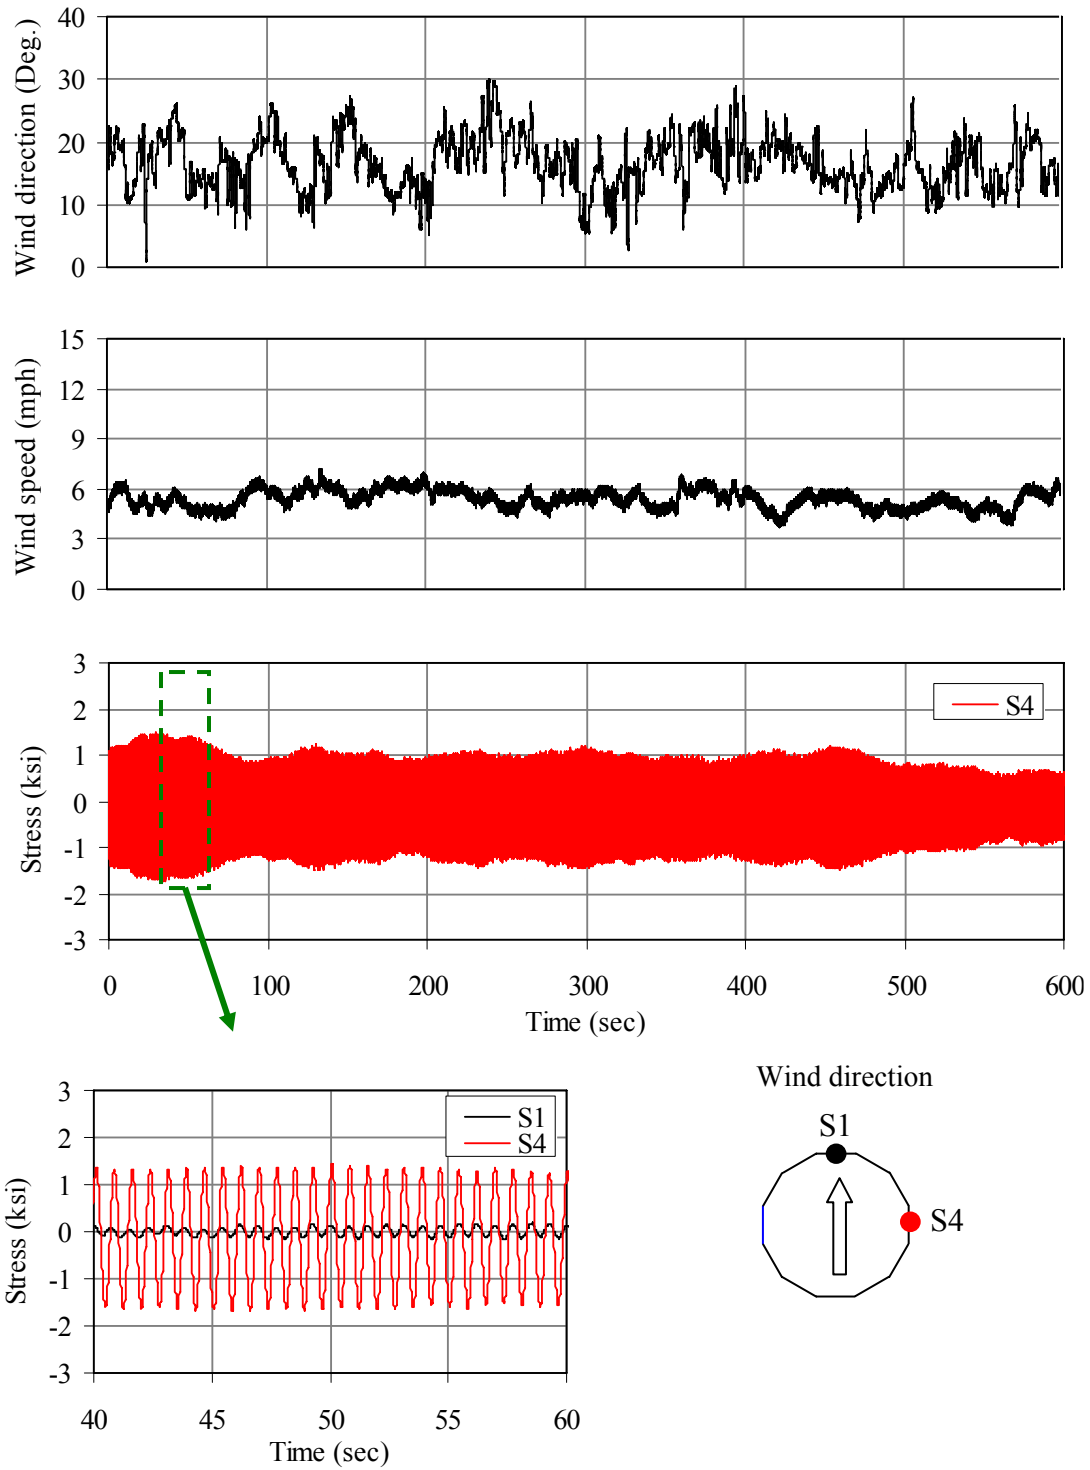 Wind direction (Deg.)
40
30
20
10
0
Wind speed (mph)
15
12
9
6
3
0
Stress (ksi)
3
2
1
0
-1
-2
-3
S4
0 100 200 300 400 500 600
Time (sec)
Stress (ksi)
3
2
1
0
-1
-2
-3
S1
S4
40 45 50 55 60
Time (sec)
Wind direction
S1
S4